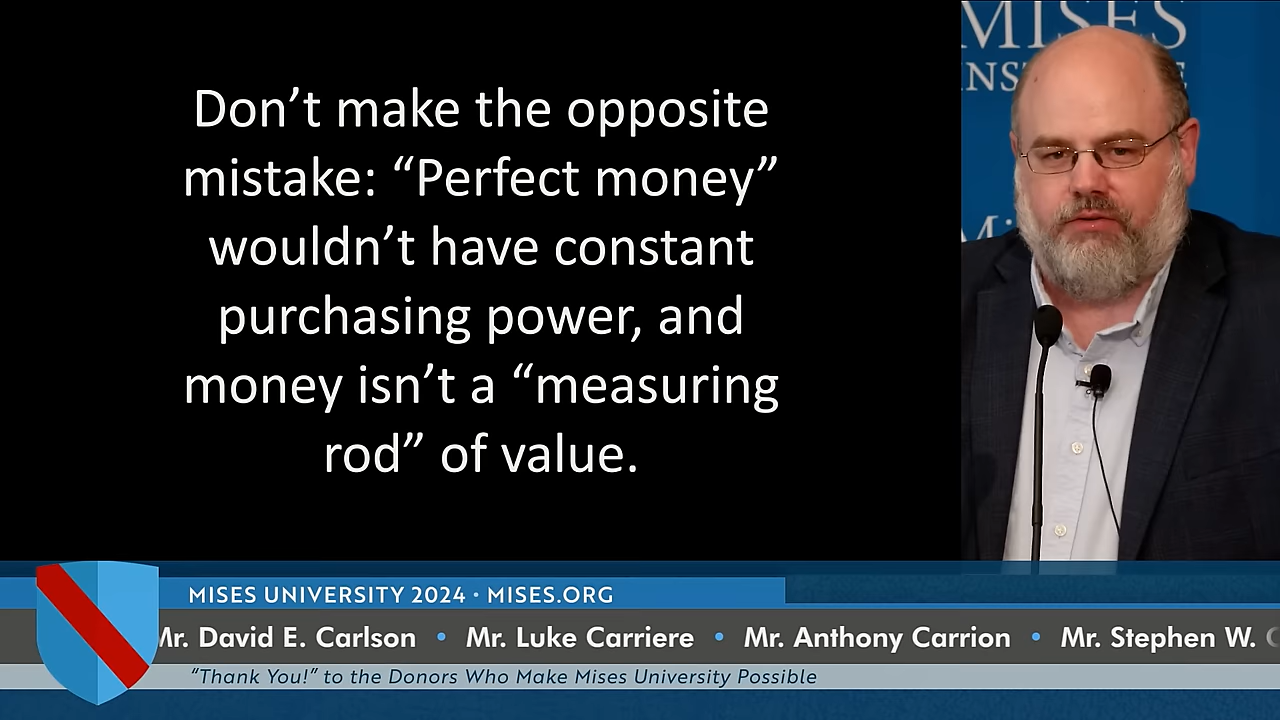 Don’t make the opposite
mistake: “Perfect money”
wouldn’t have constant
purchasing power, and
money isn’t a “measuring
rod” of value.
MISES
INS E
Mi
MISES UNIVERSITY 2024 • MISES.ORG
Mr. David E. Carlson • Mr. Luke Carriere • Mr. Anthony Carrion • Mr. Stephen W.
“Thank You!” to the Donors Who Make Mises University Possible